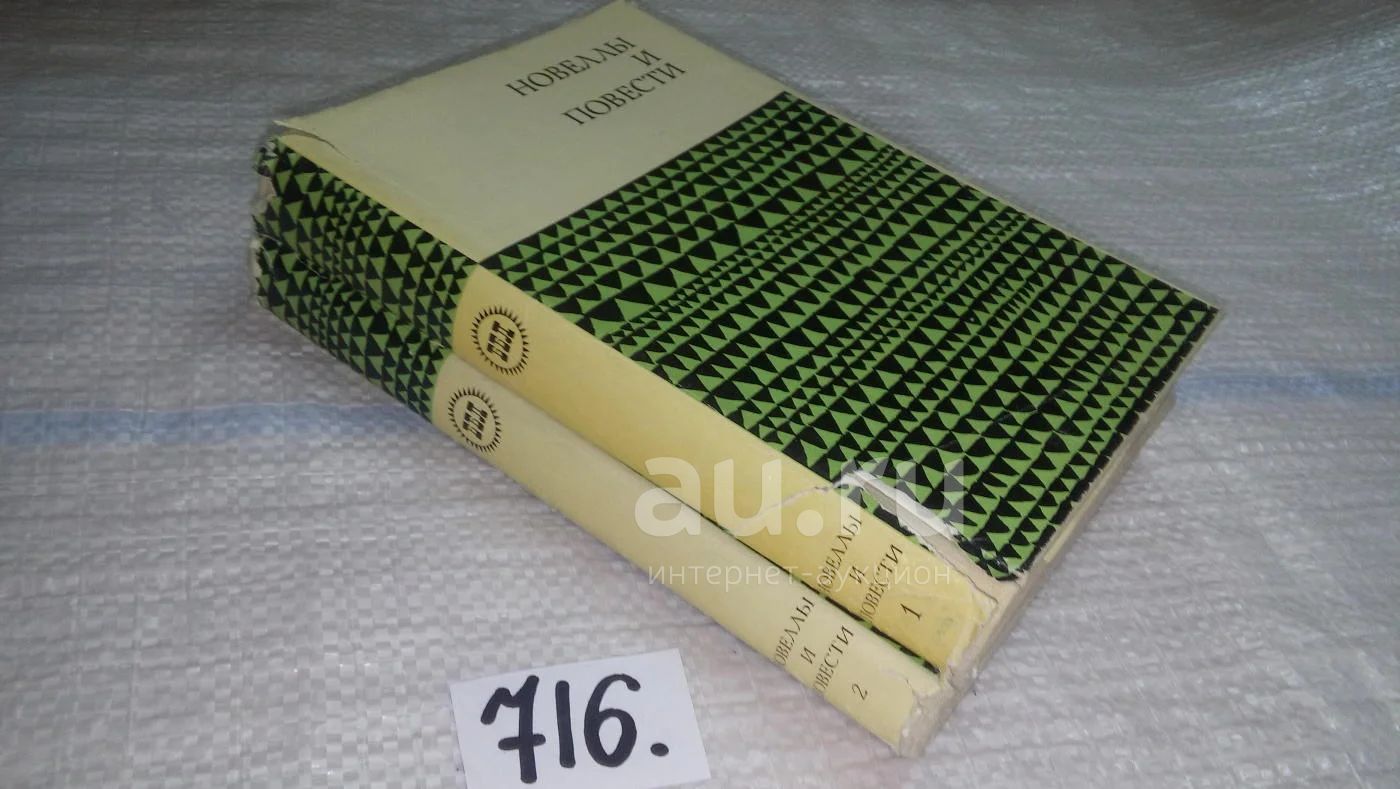 НОВЕЛЛЫ
И
ПОВЕСТИ
НОВЕЛЛЫ
И
ПОВЕСТИ
1
НОВЕЛЛЫ
И
ПОВЕСТИ
2
au.ru
интернет-аукцион
716.